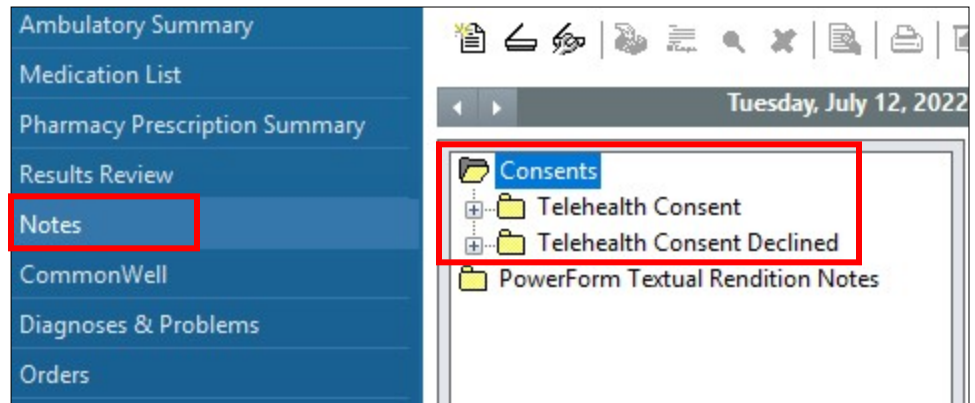 Ambulatory Summary
Medication List
Pharmacy Prescription Summary
Results Review
Notes
CommonWell
Diagnoses & Problems
Orders
Tuesday, July 12, 2022
Consents
Telehealth Consent
Telehealth Consent Declined
PowerForm Textual Rendition Notes